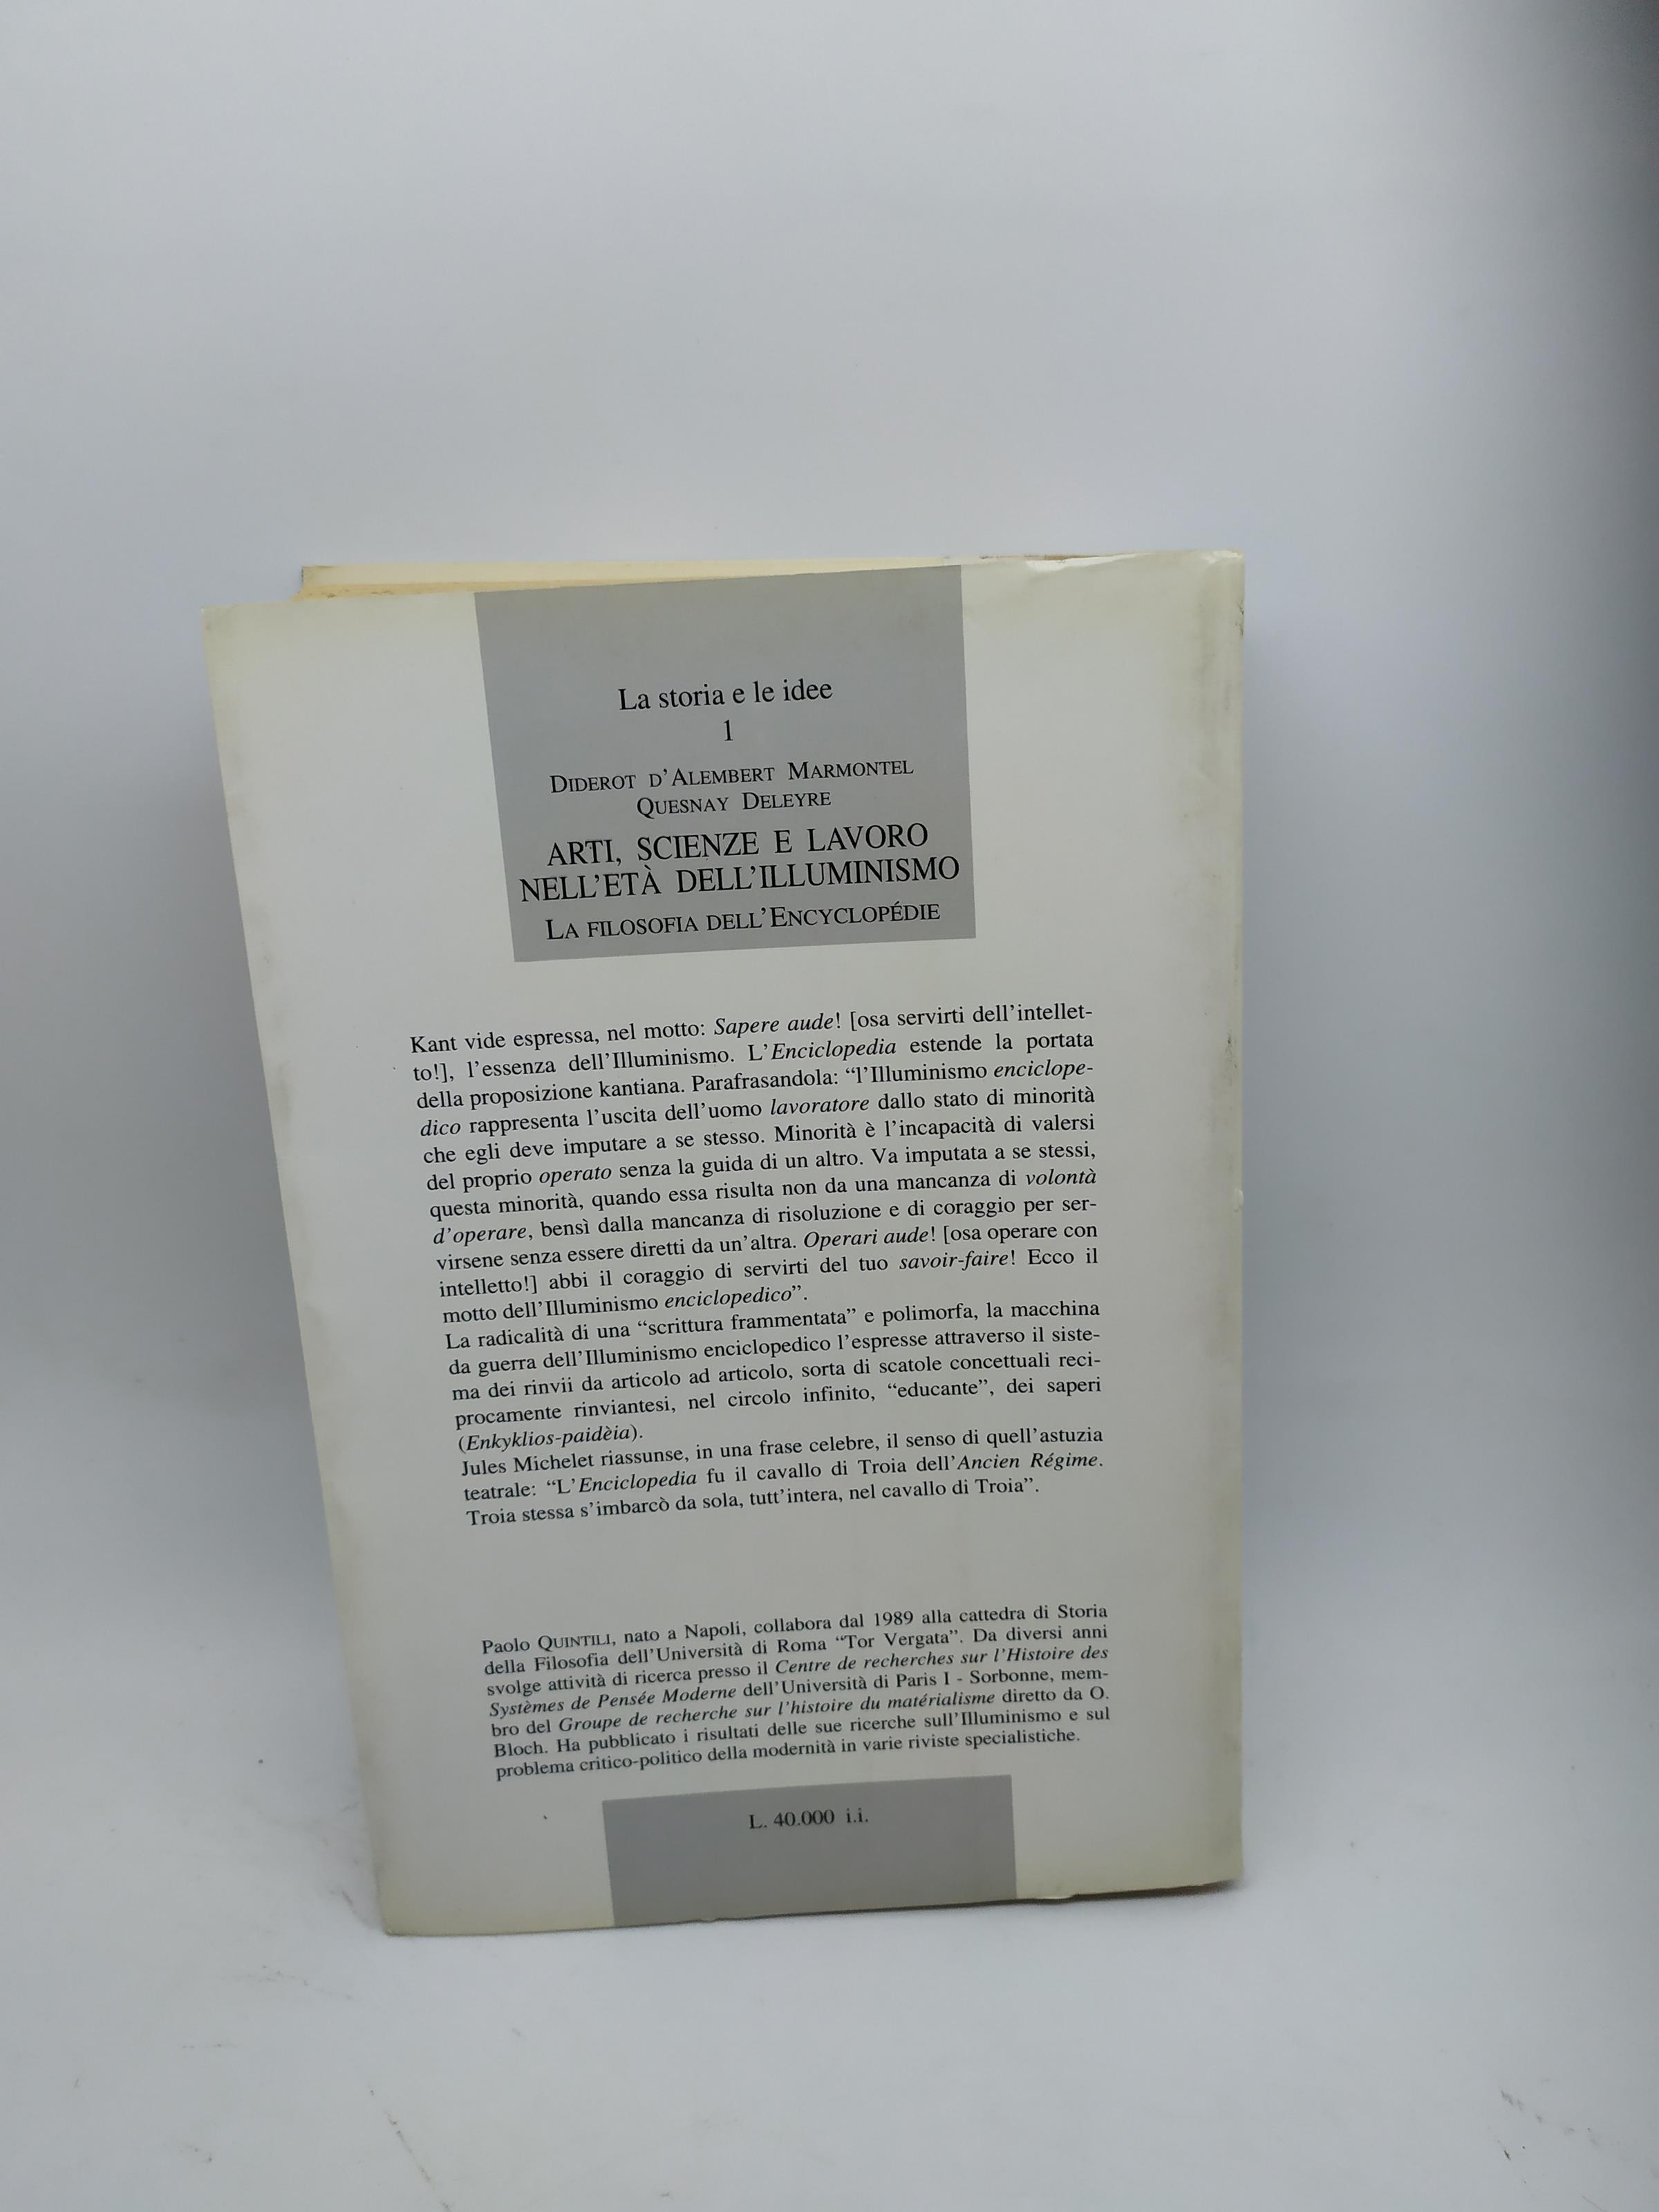 La storia e le idee
1
DIDEROT D'ALEMBERT MARMONTEL
QUESNAY DELEYRE
ARTI, SCIENZE E LAVORO
NELL'ETÀ DELL'ILLUMINISMO
LA FILOSOFIA DELL'ENCYCLOPÉDIE
Kant vide espressa, nel motto: Sapere aude! [osa servirti dell'intellet-
to!], l'essenza dell'Illuminismo. L'Enciclopedia estende la portata
della proposizione kantiana. Parafrasandola: “l'Illuminismo enciclope-
dico rappresenta l'uscita dell'uomo lavoratore dallo stato di minorità
che egli deve imputare a se stesso. Minorità è l'incapacità di valersi
del proprio operato senza la guida di un altro. Va imputata a se stessi,
questa minorità, quando essa risulta non da una mancanza di volontà
d'operare, bensì dalla mancanza di risoluzione e di coraggio per ser-
virsene senza essere diretti da un'altra. Operari aude! [osa operare con
intelletto!] abbi il coraggio di servirti del tuo savoir-faire! Ecco il
motto dell'Illuminismo enciclopedico”.
La radicalità di una “scrittura frammentata” e polimorfa, la macchina
da guerra dell'Illuminismo enciclopedico l'espresse attraverso il siste-
ma dei rinvii da articolo ad articolo, sorta di scatole concettuali reci-
procamente rinviantesi, nel circolo infinito, “educante”, dei saperi
(Enkyklios-paidèia).
Jules Michelet riassunse, in una frase celebre, il senso di quell'astuzia
teatrale: “L'Enciclopedia fu il cavallo di Troia dell'Ancien Régime.
Troia stessa s'imbarcò da sola, tutt'intera, nel cavallo di Troia”.
Paolo QUINTILI, nato a Napoli, collabora dal 1989 alla cattedra di Storia
della Filosofia dell'Università di Roma “Tor Vergata”. Da diversi anni
svolge attività di ricerca presso il Centre de recherches sur l'Histoire des
Systèmes de Pensée Moderne dell'Università di Paris I - Sorbonne, mem-
bro del Groupe de recherche sur l'histoire du matérialisme diretto da O.
Bloch. Ha pubblicato i risultati delle sue ricerche sull'Illuminismo e sul
problema critico-politico della modernità in varie riviste specialistiche.
L. 40.000 i.i.